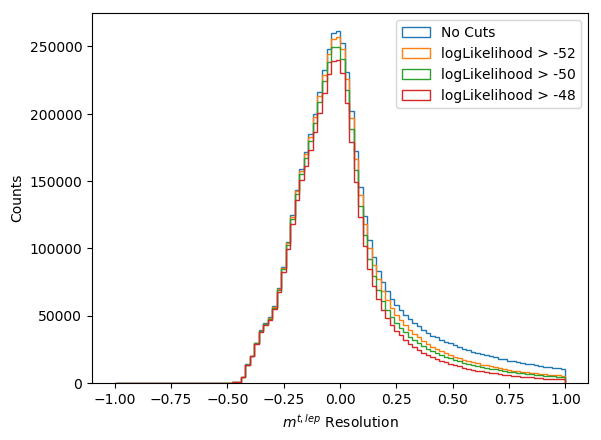 No Cuts
logLikelihood > -52
logLikelihood > -50
logLikelihood > -48
250000
200000
150000
100000
50000
0
Counts
−1.00 −0.75 −0.50 −0.25 0.00 0.25 0.50 0.75 1.00
m^{t, lep} Resolution